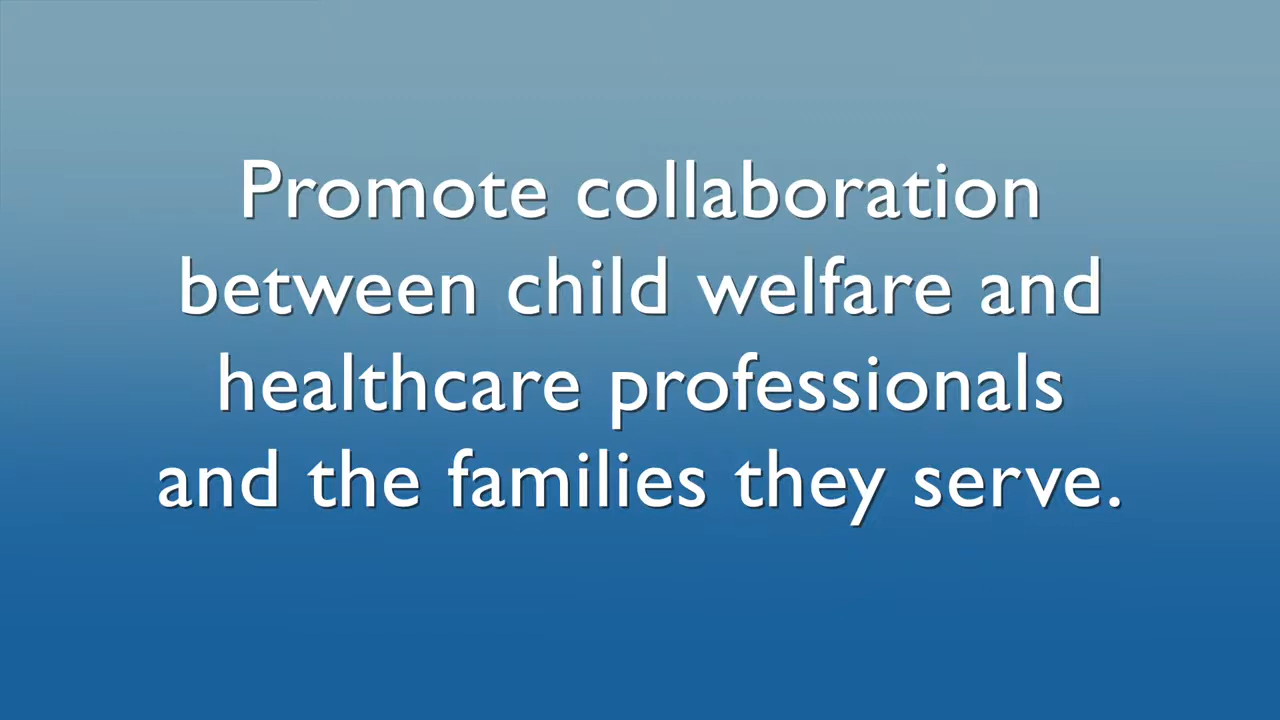 Promote collaboration
between child welfare and
healthcare professionals
and the families they serve.